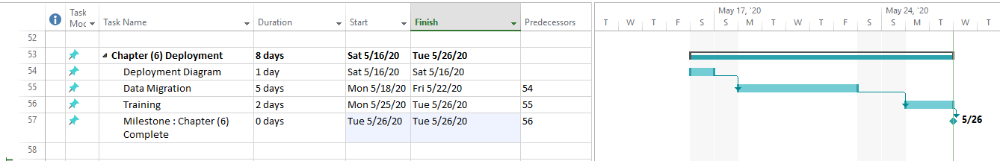 May 17, '20 May 24, '20
Task Mode Task Name Duration Start Finish Predecessors T W T F S S M T W T F S S M T W T
52
53 Chapter (6) Deployment 8 days Sat 5/16/20 Tue 5/26/20
54 Deployment Diagram 1 day Sat 5/16/20 Sat 5/16/20
55 Data Migration 5 days Mon 5/18/20 Fri 5/22/20 54
56 Training 2 days Mon 5/25/20 Tue 5/26/20 55
57 Milestone : Chapter (6) Complete 0 days Tue 5/26/20 Tue 5/26/20 56 5/26
58